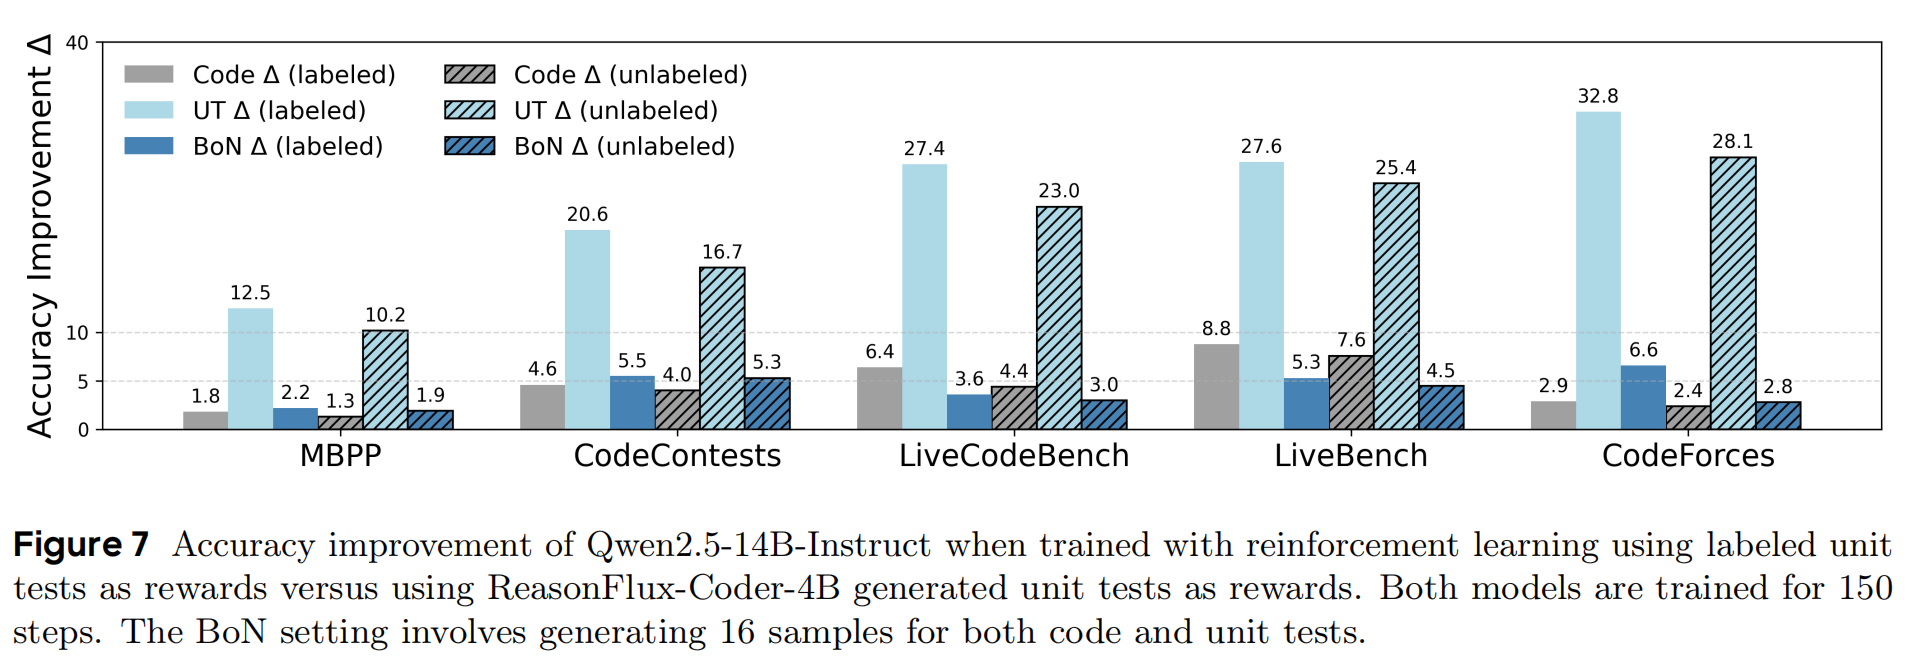 Accuracy Improvement Δ
40
10
5
0
Code Δ (labeled)
UT Δ (labeled)
BoN Δ (labeled)
Code Δ (unlabeled)
UT Δ (unlabeled)
BoN Δ (unlabeled)
1.8
12.5
2.2
1.3
10.2
1.9
4.6
20.6
5.5
4.0
16.7
5.3
6.4
27.4
3.6
4.4
23.0
3.0
8.8
27.6
5.3
7.6
25.4
4.5
2.9
32.8
6.6
2.4
28.1
2.8
MBPP
CodeContests
LiveCodeBench
LiveBench
CodeForces
Figure 7 Accuracy improvement of Qwen2.5-14B-Instruct when trained with reinforcement learning using labeled unit
tests as rewards versus using ReasonFlux-Coder-4B generated unit tests as rewards. Both models are trained for 150
steps. The BoN setting involves generating 16 samples for both code and unit tests.